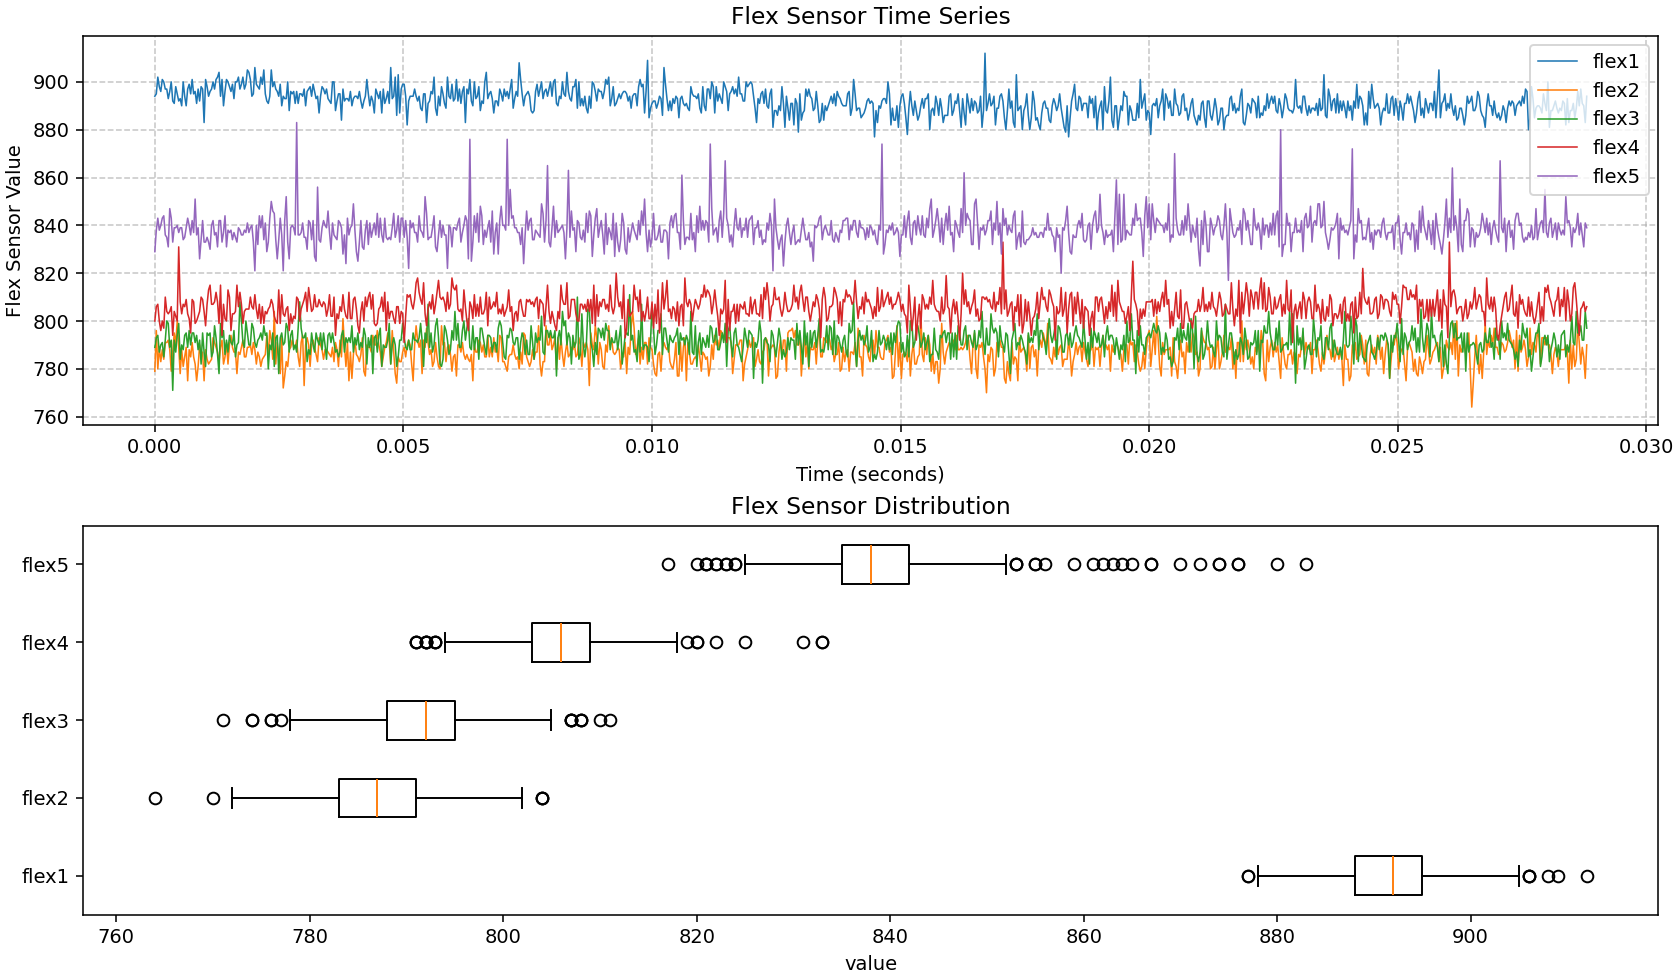 Flex Sensor Time Series
Flex Sensor Value
900
880
860
840
820
800
780
760
flex1
flex2
flex3
flex4
flex5
0.000 0.005 0.010 0.015 0.020 0.025 0.030
Time (seconds)
Flex Sensor Distribution
flex5
flex4
flex3
flex2
flex1
760 780 800 820 840 860 880 900
value